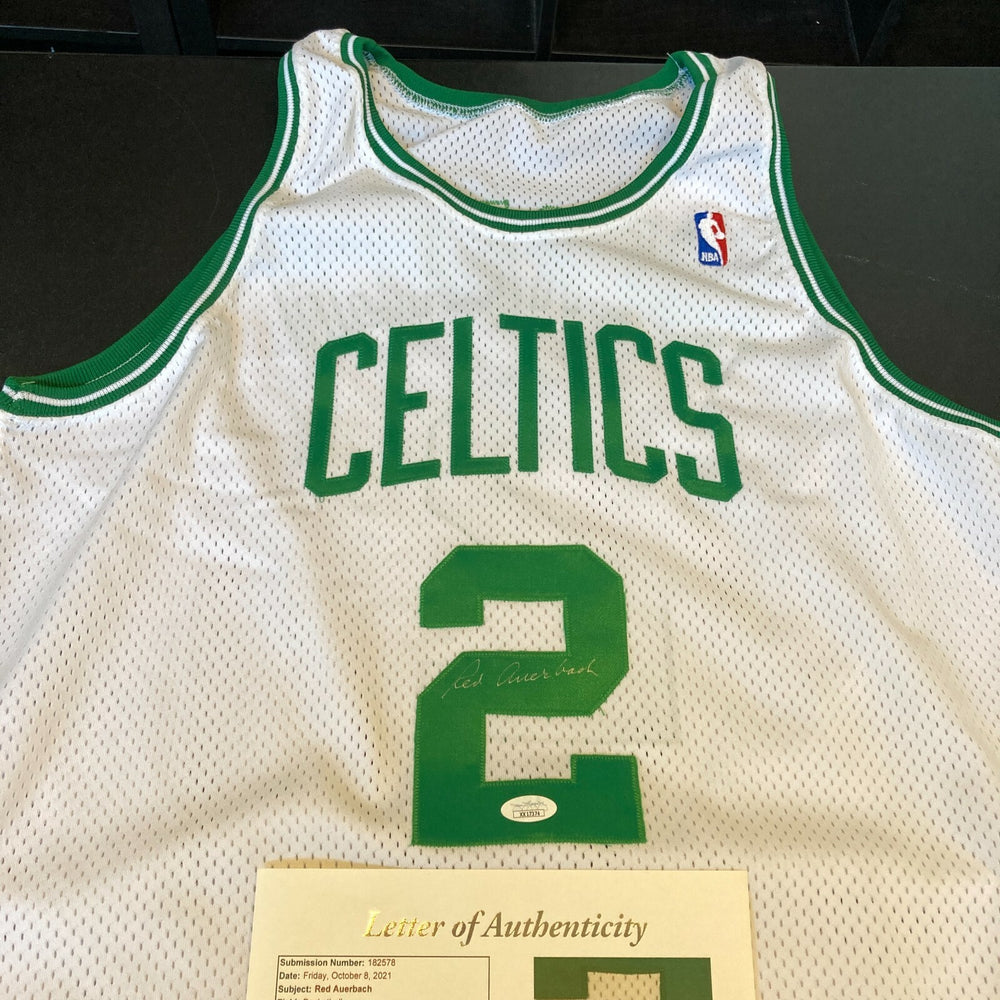 NBA
CELTICS
2
Red Auerbach
XX17374
Letter of Authenticity
Submission Number: 182578
Date: Friday, October 8, 2021
Subject: Red Auerbach